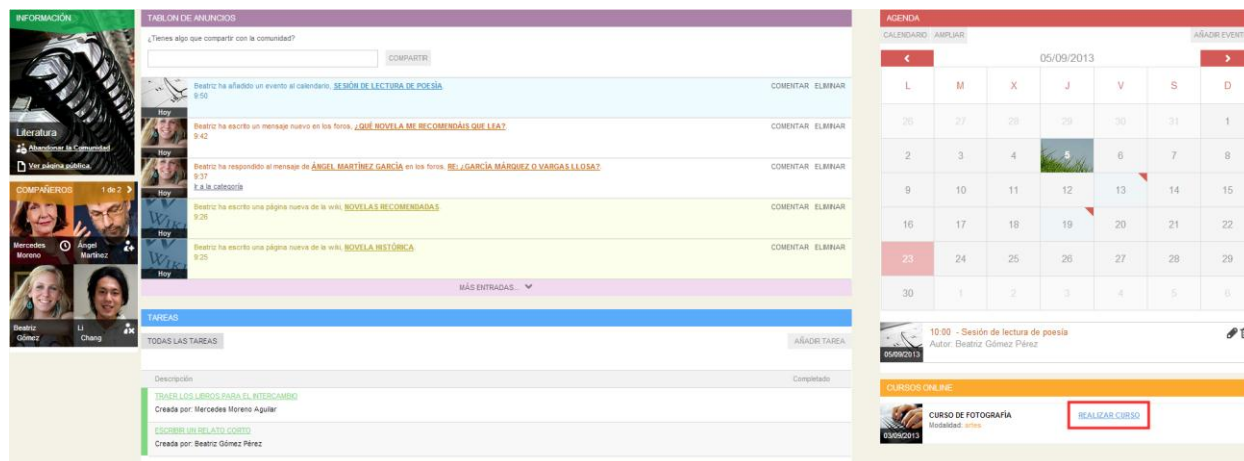 INFORMACIÓN
Literatura
Abandonar la Comunidad
Ver página pública
COMPAÑEROS 1 de 2
Mercedes Moreno
Ángel Martínez
Beatriz Gómez
Li Chang
TABLON DE ANUNCIOS
¿Tienes algo que compartir con la comunidad?
COMPARTIR
Beatriz ha añadido un evento al calendario, SESIÓN DE LECTURA DE POESÍA.
9:50
COMENTAR ELIMINAR
Hoy
Beatriz ha escrito un mensaje nuevo en los foros, ¿QUÉ NOVELA ME RECOMENDÁIS QUE LEA?
9:42
COMENTAR ELIMINAR
Hoy
Beatriz ha respondido al mensaje de ÁNGEL MARTÍNEZ GARCÍA en los foros, RE: ¿GARCÍA MÁRQUEZ O VARGAS LLOSA?
9:37
Ir a la categoría
COMENTAR ELIMINAR
Hoy
Beatriz ha escrito una página nueva de la wiki, NOVELAS RECOMENDADAS.
9:26
COMENTAR ELIMINAR
Hoy
Beatriz ha escrito una página nueva de la wiki, NOVELA HISTÓRICA.
9:25
COMENTAR ELIMINAR
Hoy
MÁS ENTRADAS...
TAREAS
TODAS LAS TAREAS AÑADIR TAREA
Descripción Completado
TRAER LOS LIBROS PARA EL INTERCAMBIO
Creada por: Mercedes Moreno Aguilar
ESCRIBIR UN RELATO CORTO
Creada por: Beatriz Gómez Pérez
AGENDA
CALENDARIO AMPLIAR AÑADIR EVENT
05/09/2013
L M X J V S D
26 27 28 29 30 31 1
2 3 4 5 6 7 8
9 10 11 12 13 14 15
16 17 18 19 20 21 22
23 24 25 26 27 28 29
30 1 2 3 4 5 6
10:00 - Sesión de lectura de poesía
Autor: Beatriz Gómez Pérez
05/09/2013
CURSOS ONLINE
CURSO DE FOTOGRAFÍA
REALIZAR CURSO
Modalidad: artes
03/09/2013